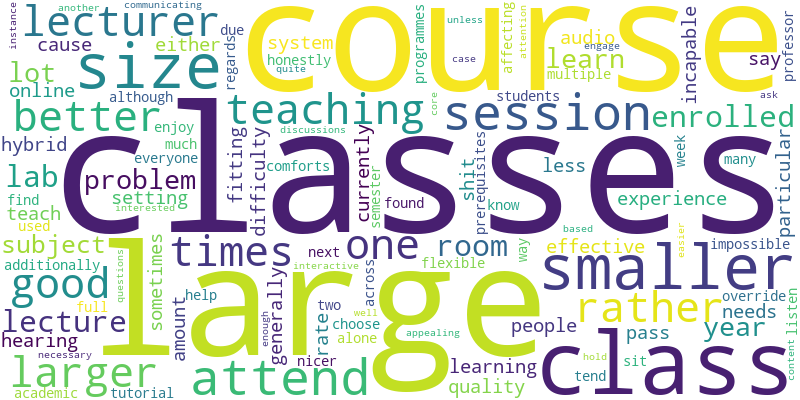 another
communicating
instance
lecturer
due
cause
either
size
lot
online
regards
system
honestly
quite
although
course
unless
case
programmes
affecting
attention
engage
audio
learn
multiple
incapable
say
professor
ask
better
teaching
session
core
students
enrolled
hybrid
enjoy
much
everyone
discussions
classes
lab
problem
fitting
difficulty
comforts
currently
semester
found
shit
prerequisites
less
know
week
many
experience
particular
find
teach
used
setting
interested
subject
times
one
room
way
effective
impossible
additionally
sometimes
questions
next
interactive
across
flexible
based
easier
smaller
good
full
help
amount
large
generally
two
rate
choose
alone
well
enough
appealing
rather
override
needs
year
listen
content
lecture
hearing
necessary
nicer
people
pass
larger
academic
tutorial
attend
learning
quality
class
tend
sit
hold